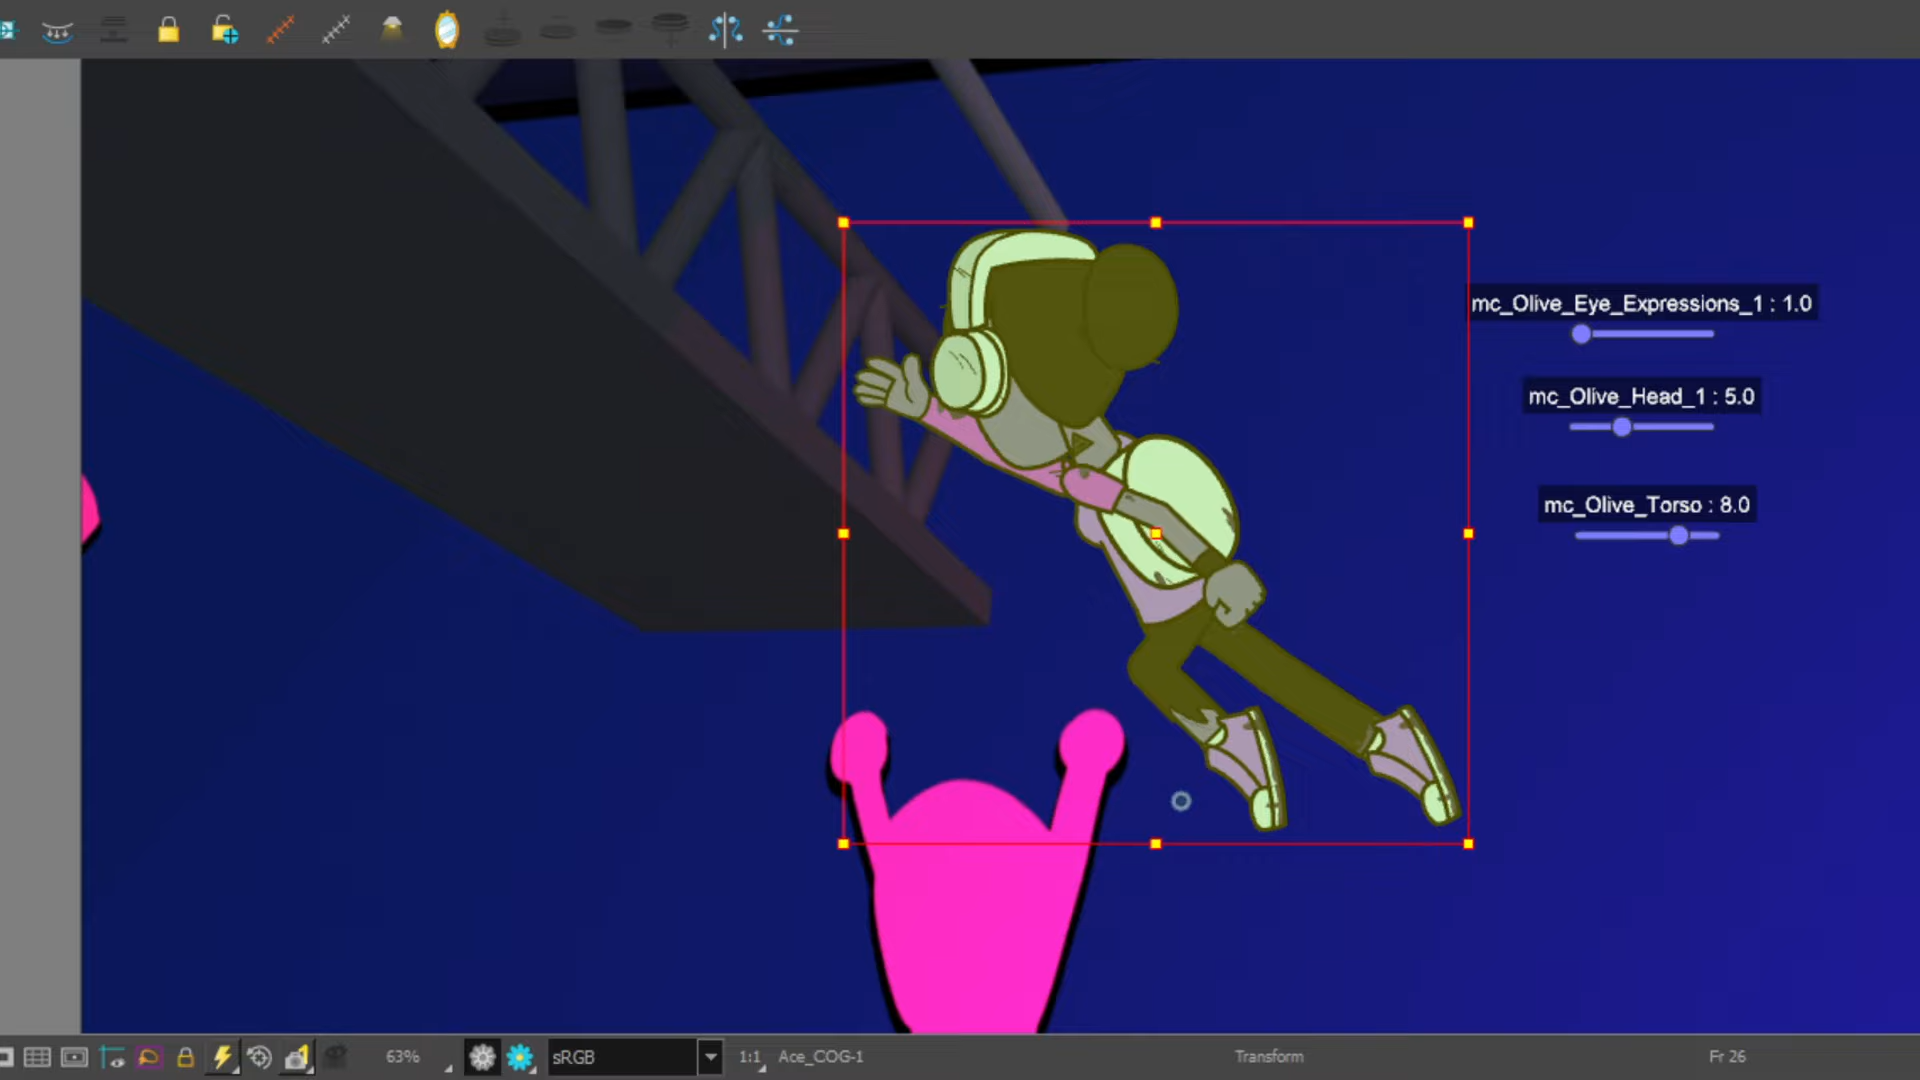 mc_Olive_Eye_Expressions_1 : 1.0
mc_Olive_Head_1 : 5.0
mc_Olive_Torso : 8.0
63% sRGB 1:1 Ace_COG-1 Transform Fr 26